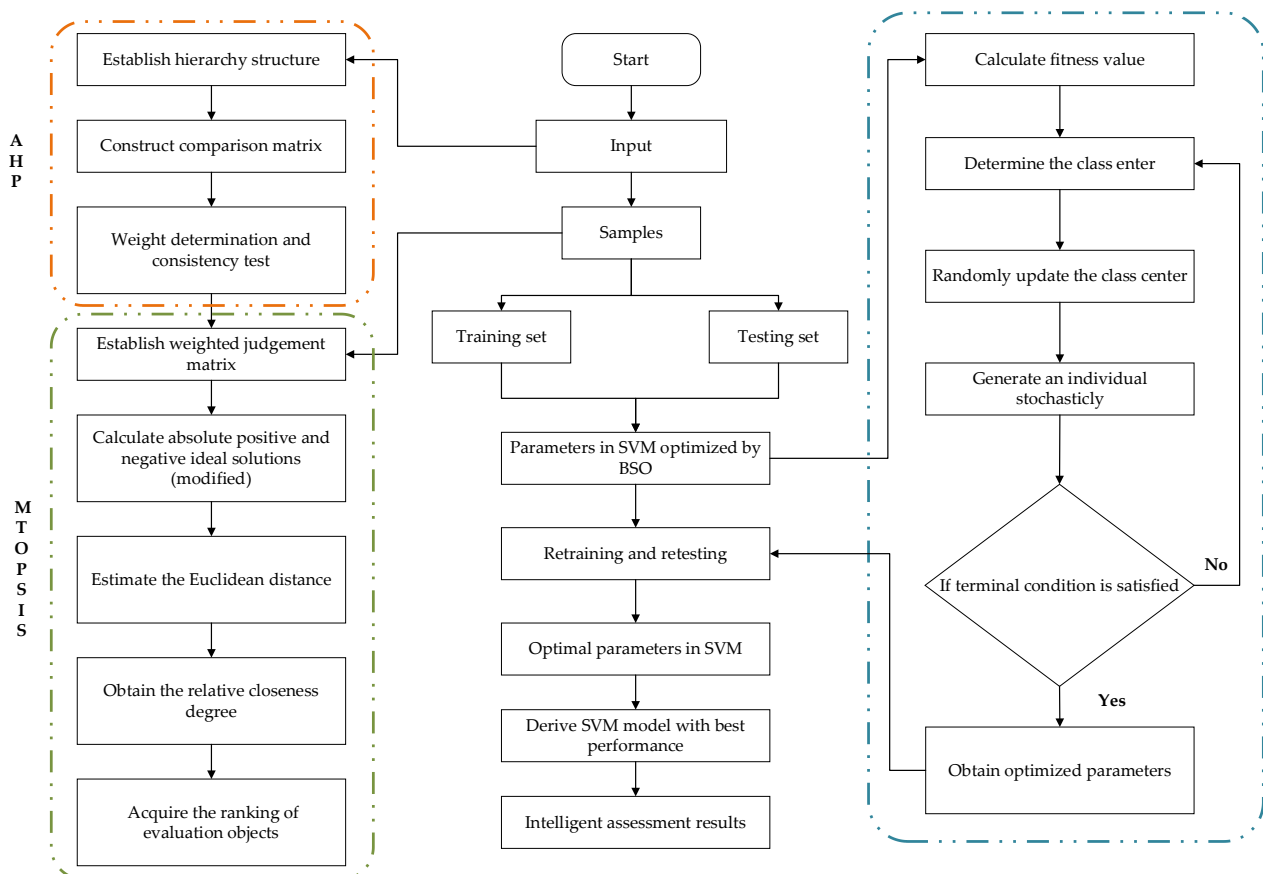 A
H
P
Establish hierarchy structure
Construct comparison matrix
Weight determination and
consistency test
M
T
O
P
S
I
S
Establish weighted judgement
matrix
Calculate absolute positive and
negative ideal solutions
(modified)
Estimate the Euclidean distance
Obtain the relative closeness
degree
Acquire the ranking of
evaluation objects
Start
Input
Samples
Training set
Testing set
Parameters in SVM optimized by
BSO
Retraining and retesting
Optimal parameters in SVM
Derive SVM model with best
performance
Intelligent assessment results
Calculate fitness value
Determine the class enter
Randomly update the class center
Generate an individual
stochasticly
If terminal condition is satisfied
No
Yes
Obtain optimized parameters